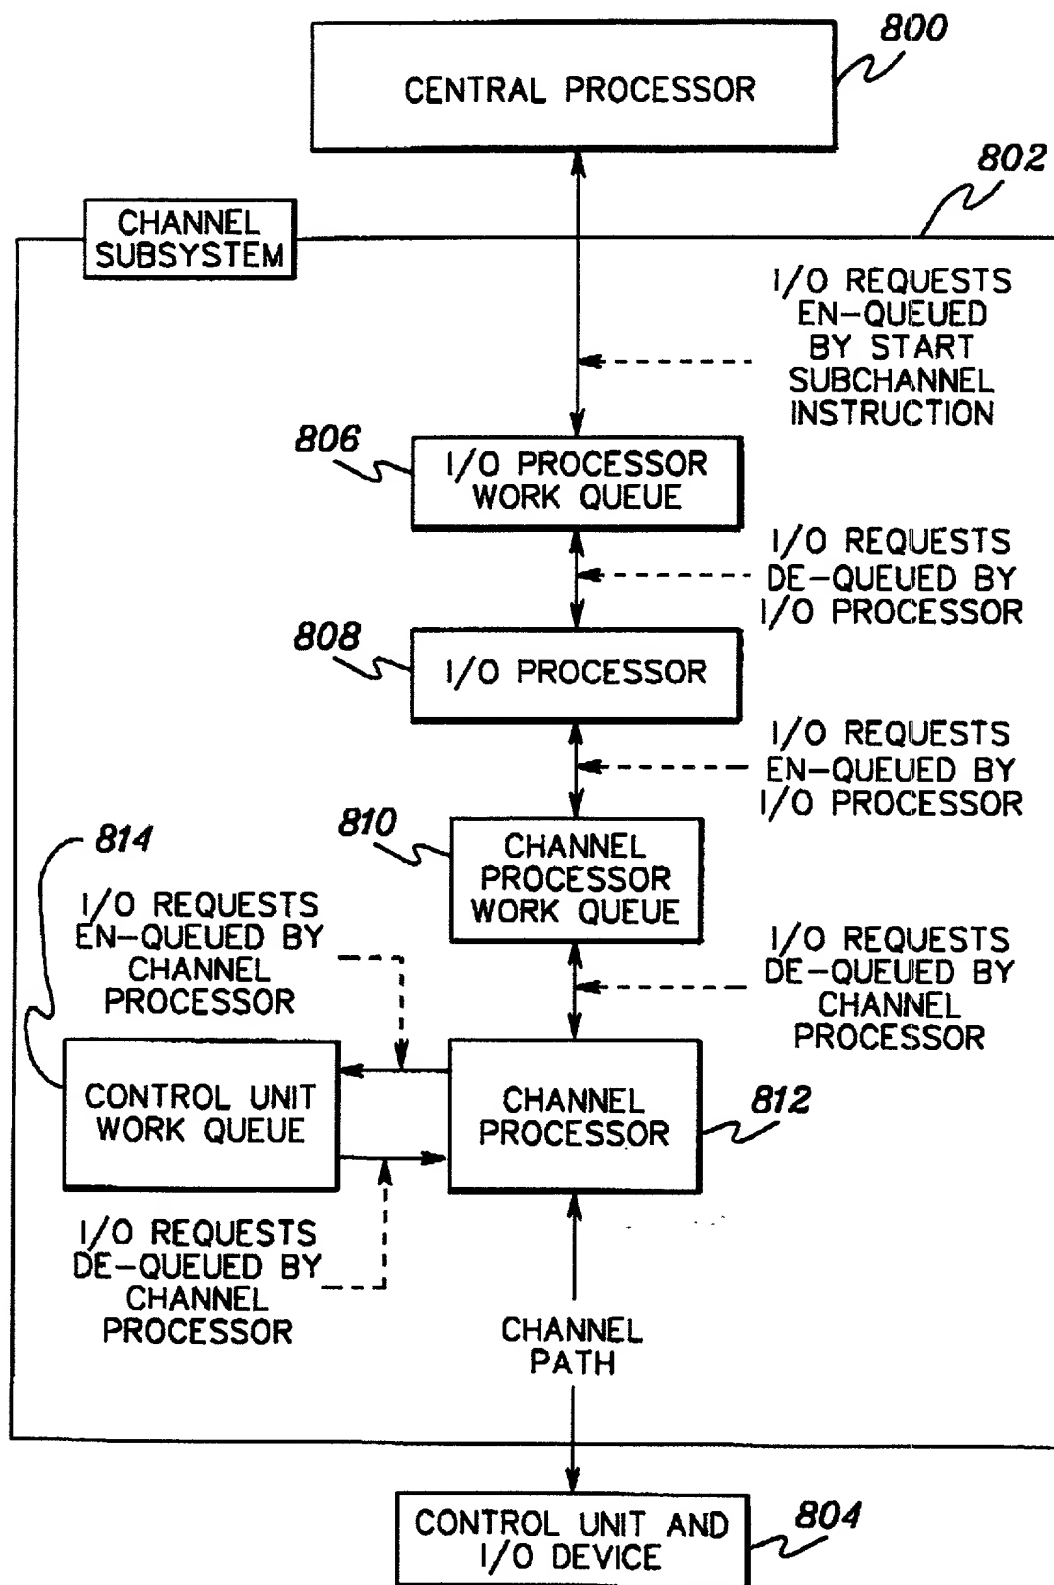 800
CENTRAL PROCESSOR
802
CHANNEL
SUBSYSTEM
I/O REQUESTS
EN-QUEUED
BY START
SUBCHANNEL
INSTRUCTION
806
I/O PROCESSOR
WORK QUEUE
I/O REQUESTS
DE-QUEUED BY
I/O PROCESSOR
808
I/O PROCESSOR
I/O REQUESTS
EN-QUEUED BY
I/O PROCESSOR
810
CHANNEL
PROCESSOR
WORK QUEUE
814
I/O REQUESTS
EN-QUEUED BY
CHANNEL
PROCESSOR
I/O REQUESTS
DE-QUEUED BY
CHANNEL
PROCESSOR
CONTROL UNIT
WORK QUEUE
CHANNEL
PROCESSOR
812
I/O REQUESTS
DE-QUEUED BY
CHANNEL
PROCESSOR
CHANNEL
PATH
CONTROL UNIT AND
I/O DEVICE
804